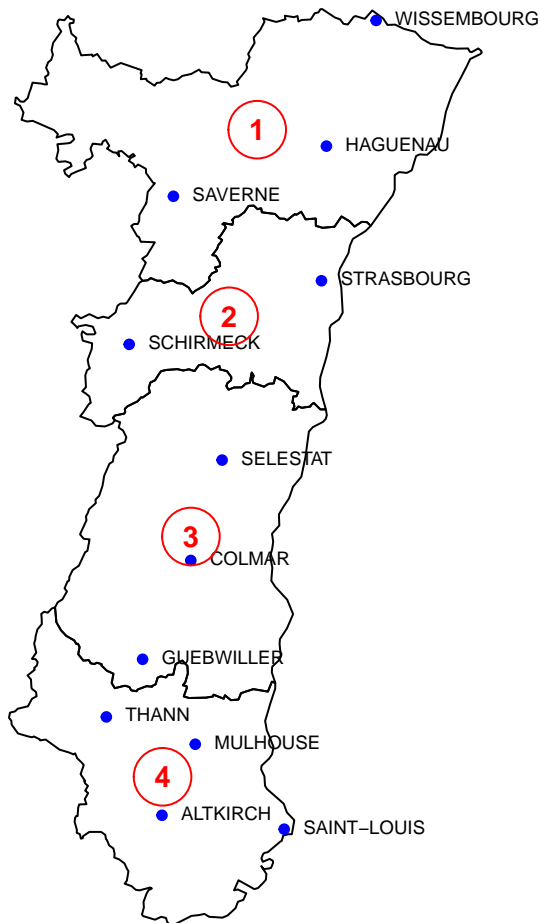 WISSEMBOURG
1
HAGUENAU
SAVERNE
STRASBOURG
2
SCHIRMECK
SELESTAT
3
COLMAR
GUEBWILLER
THANN
MULHOUSE
4
ALTKIRCH
SAINT−LOUIS